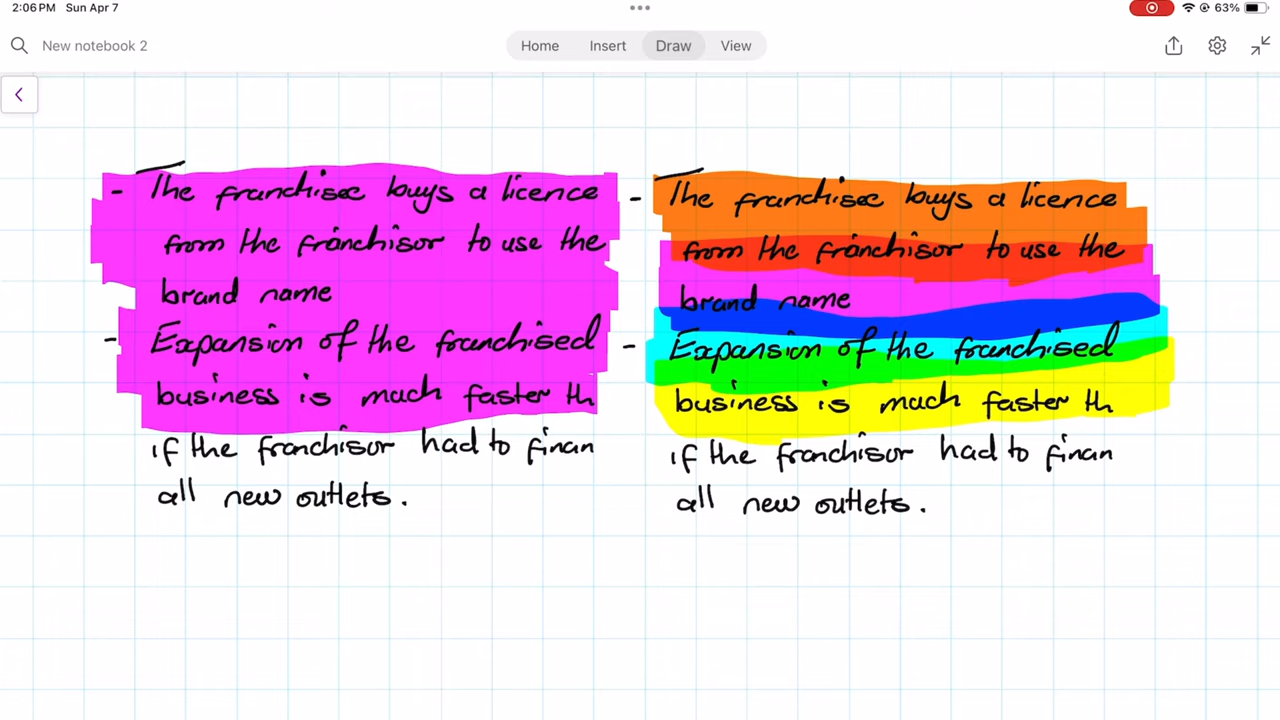 2:06 PM Sun Apr 7
63%
New notebook 2
Home Insert Draw View
- The franchisee buys a licence
from the franchisor to use the
brand name
- Expansion of the franchised
business is much faster th
if the franchisor had to finan
all new outlets.
- The franchisee buys a licence
from the franchisor to use the
brand name
- Expansion of the franchised
business is much faster th
if the franchisor had to finan
all new outlets.